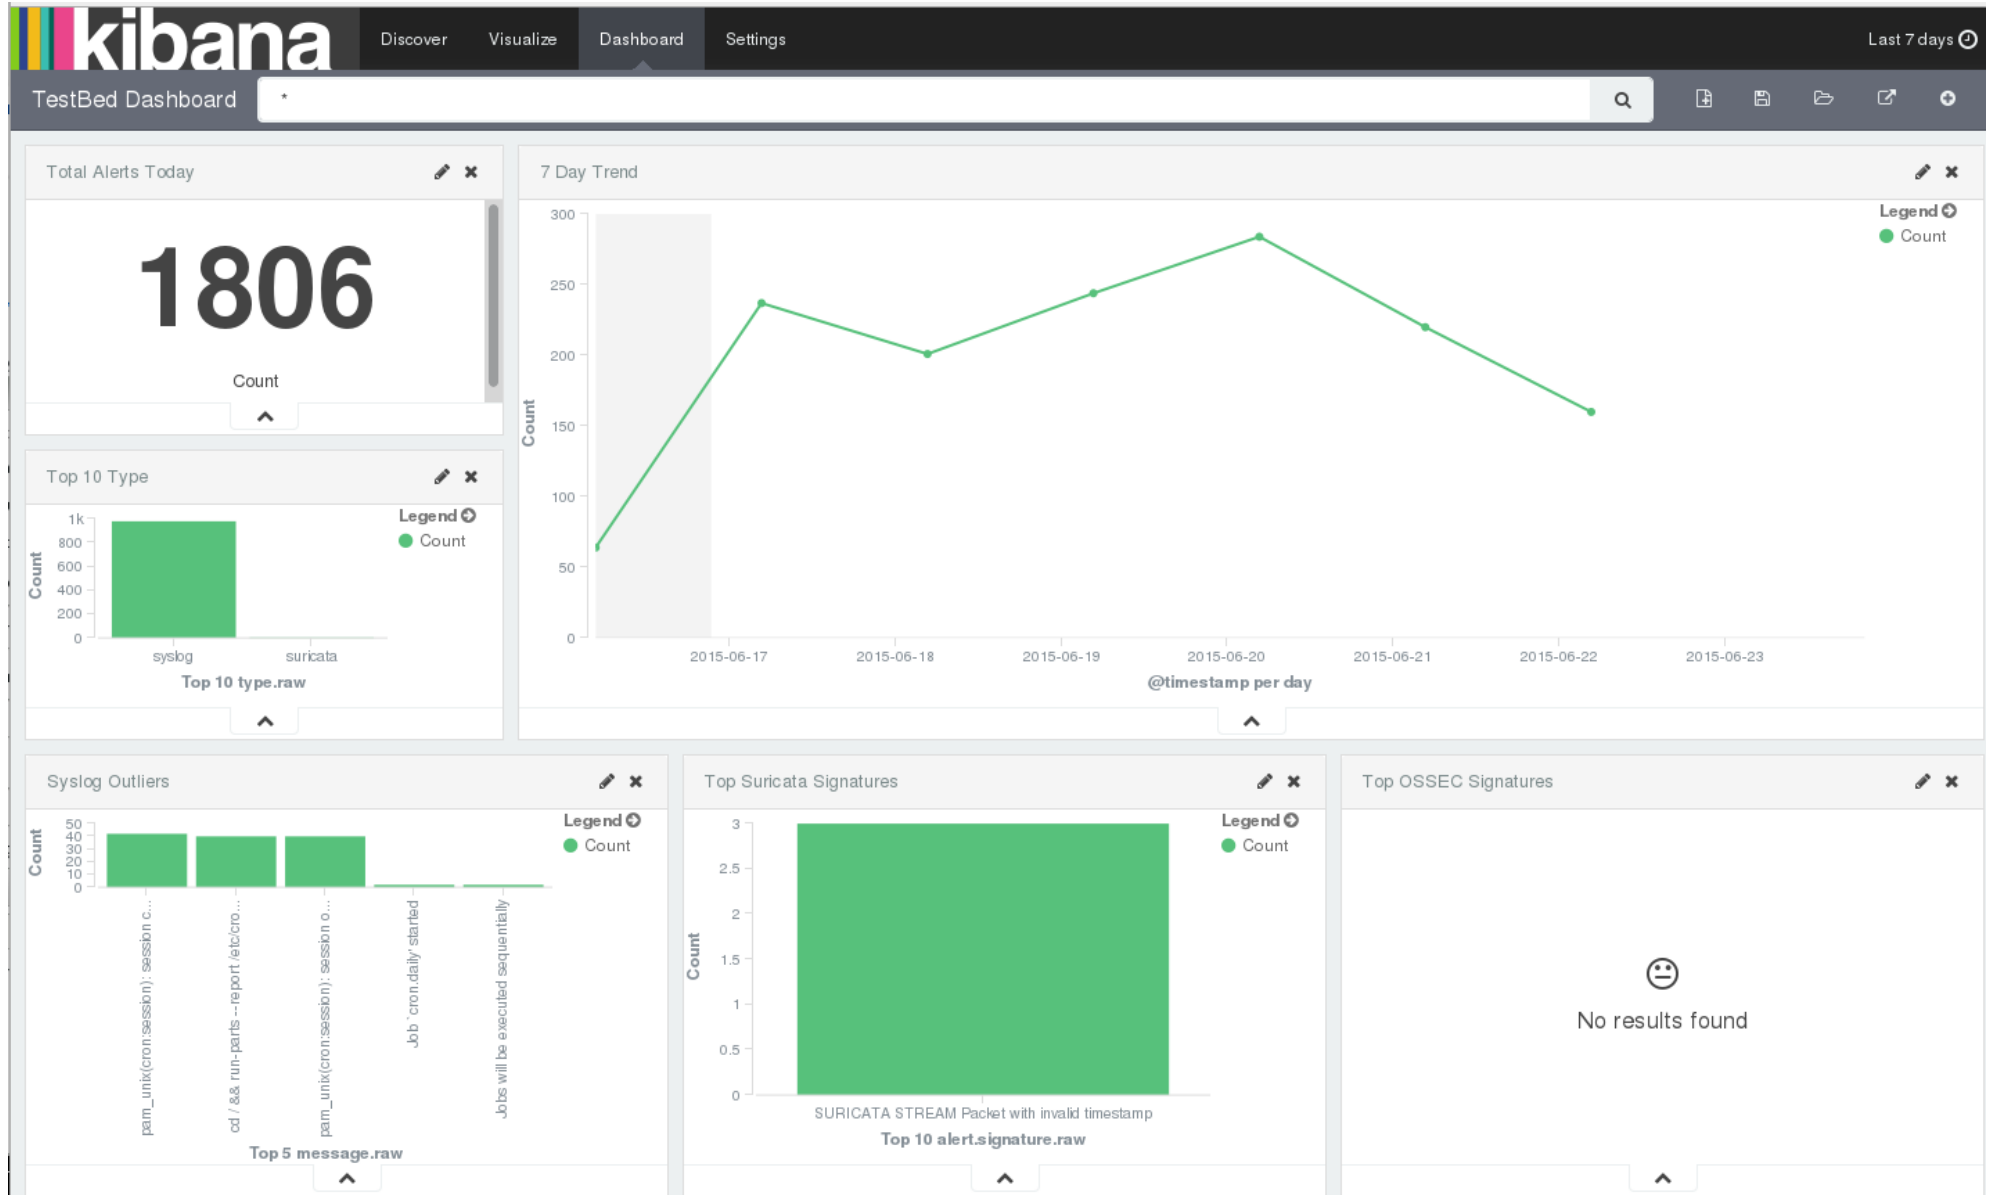 kibana
Discover
Visualize
Dashboard
Settings
Last 7 days
TestBed Dashboard
*
Total Alerts Today
1806
Count
7 Day Trend
Legend
Count
300
250
200
150
100
50
0
Count
2015-06-17
2015-06-18
2015-06-19
2015-06-20
2015-06-21
2015-06-22
2015-06-23
@timestamp per day
Top 10 Type
Legend
Count
1k
800
600
400
200
0
Count
syslog
suricata
Top 10 type.raw
Syslog Outliers
Legend
Count
50
40
30
20
10
0
Count
pam_unix(cron:session): session c...
cd / && run-parts --report /etc/cro...
pam_unix(cron:session): session o...
Job `cron.daily' started
Jobs will be executed sequentially
Top 5 message.raw
Top Suricata Signatures
Legend
Count
3
2.5
2
1.5
1
0.5
0
Count
SURICATA STREAM Packet with invalid timestamp
Top 10 alert.signature.raw
Top OSSEC Signatures
No results found